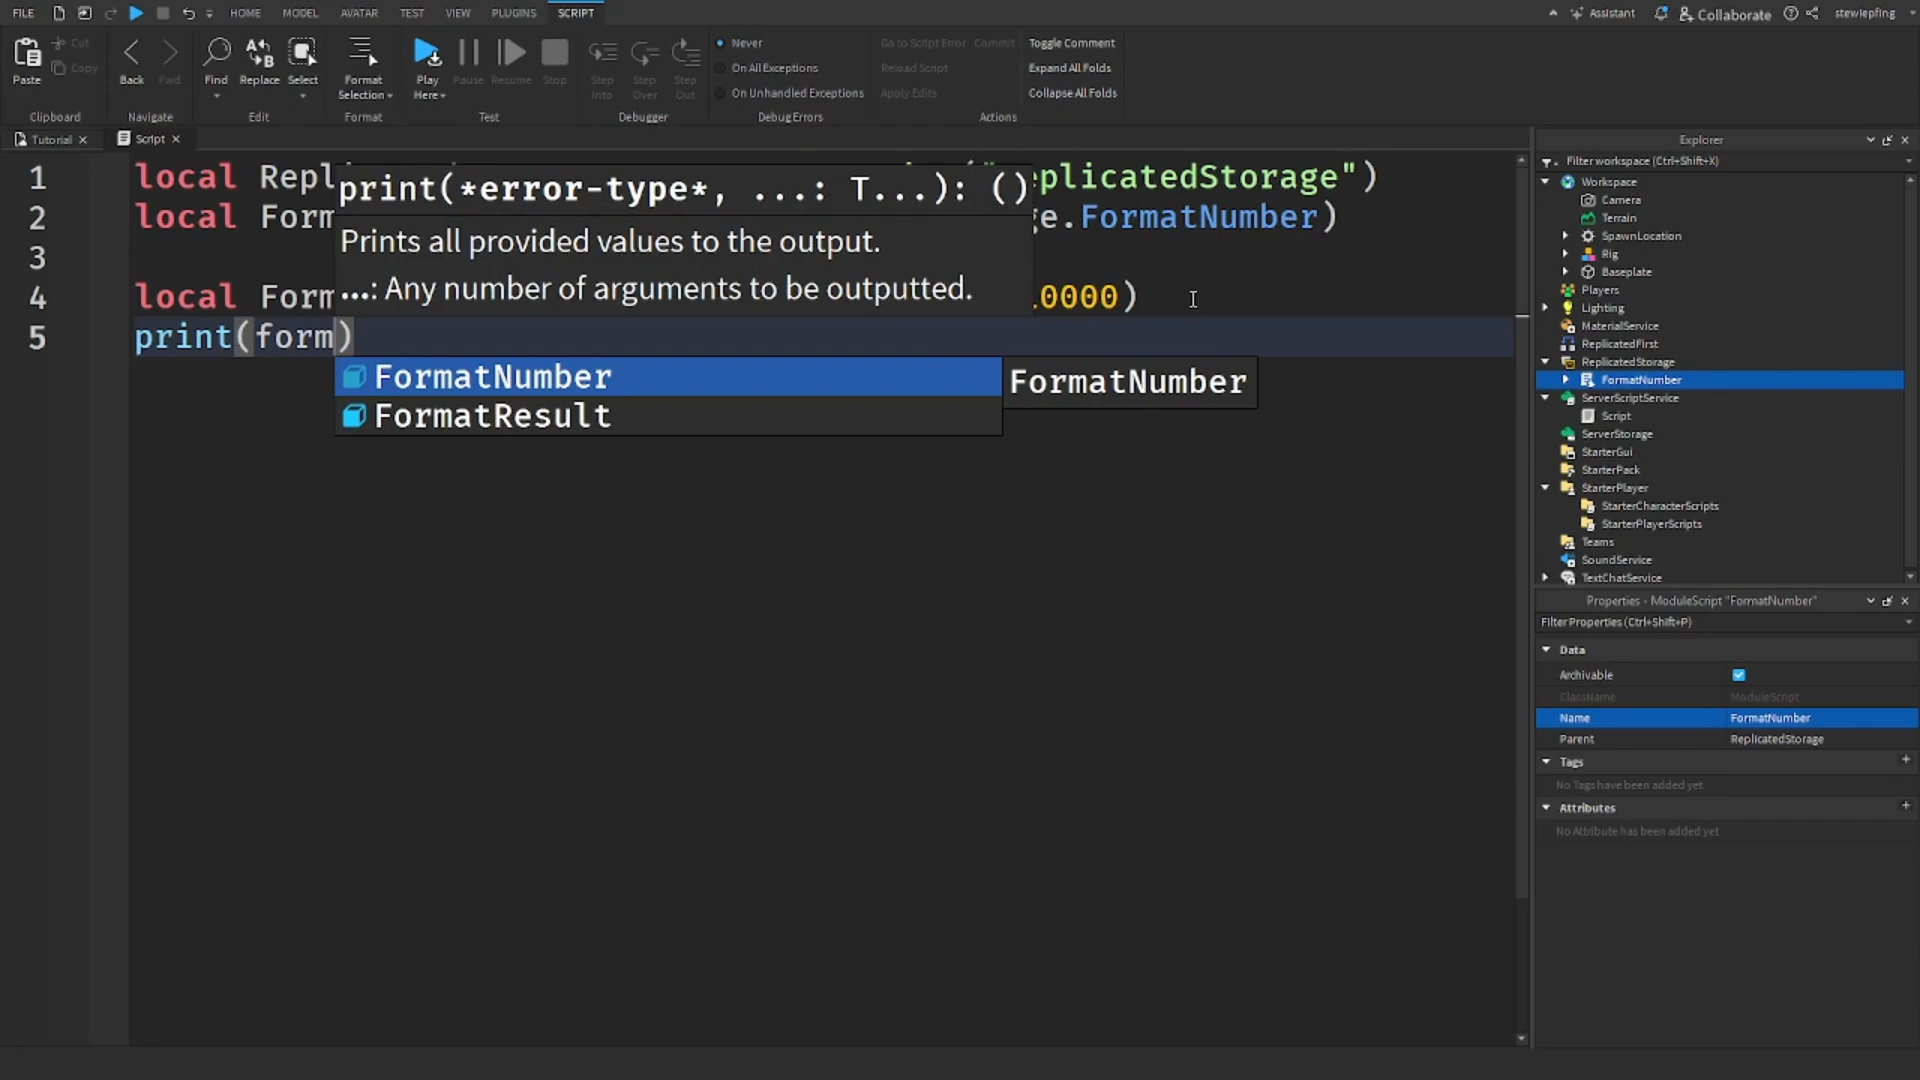 FILE HOME MODEL AVATAR TEST VIEW PLUGINS SCRIPT Assistant Collaborate stewiepfing
Paste Cut Copy Back Fwd Find Replace Select Format Selection Play Here Pause Resume Stop Step Into Step Over Step Out
Never Go to Script Error Commit Toggle Comment
On All Exceptions Reload Script Expand All Folds
On Unhandled Exceptions Apply Edits Collapse All Folds
Clipboard Navigate Edit Format Test Debugger Debug Errors Actions
Tutorial Script
1 local Repl plicatedStorage")
print(*error-type*, ...: T...): ()
2 local Form ge.FormatNumber)
Prints all provided values to the output.
3
...: Any number of arguments to be outputted.
4 local Form 0000)
5 print(form)
FormatNumber FormatNumber
FormatResult
Explorer
Filter workspace (Ctrl+Shift+X)
Workspace
Camera
Terrain
SpawnLocation
Rig
Baseplate
Players
Lighting
MaterialService
ReplicatedFirst
ReplicatedStorage
FormatNumber
ServerScriptService
Script
ServerStorage
StarterGui
StarterPack
StarterPlayer
StarterCharacterScripts
StarterPlayerScripts
Teams
SoundService
TextChatService
Properties - ModuleScript "FormatNumber"
Filter Properties (Ctrl+Shift+P)
Data
Archivable
ClassName ModuleScript
Name FormatNumber
Parent ReplicatedStorage
Tags
No Tags have been added yet
Attributes
No Attribute has been added yet